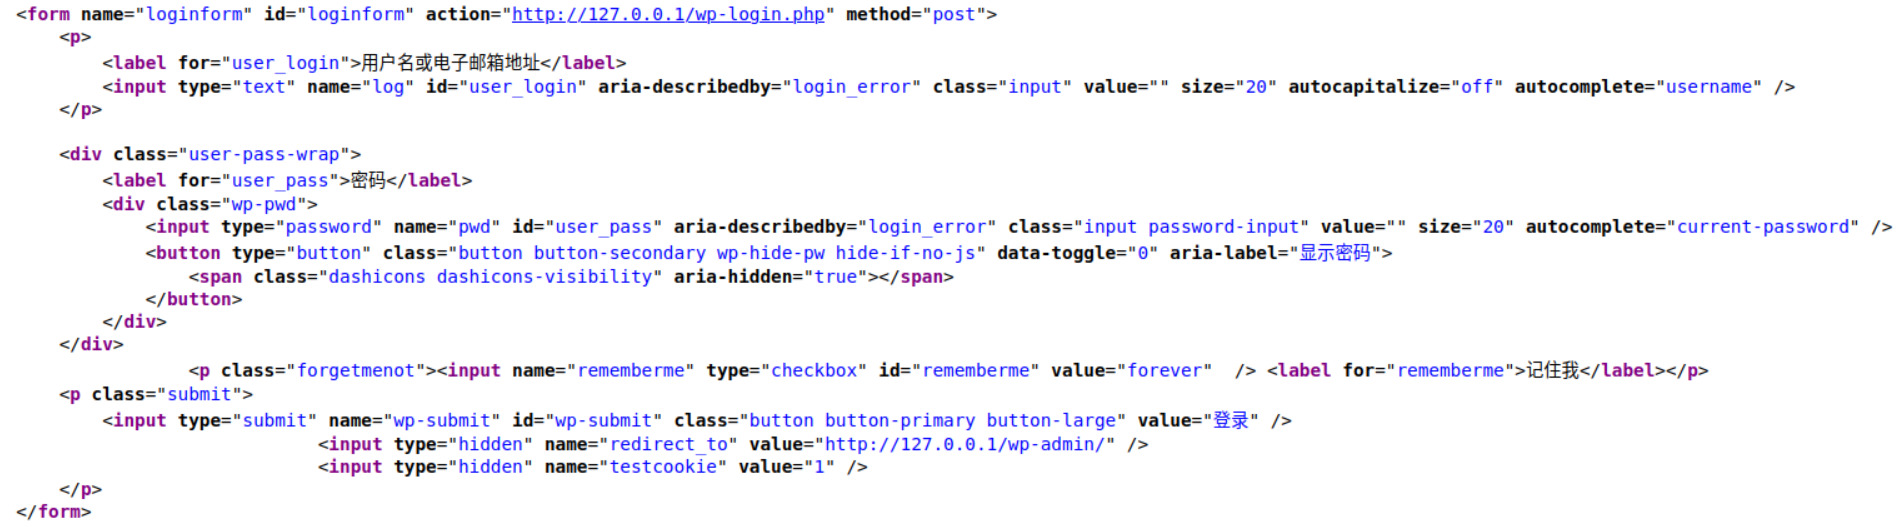 <form name="loginform" id="loginform" action="http://127.0.0.1/wp-login.php" method="post">
<p>
<label for="user_login">用户名或电子邮箱地址</label>
<input type="text" name="log" id="user_login" aria-describedby="login_error" class="input" value="" size="20" autocapitalize="off" autocomplete="username" />
</p>
<div class="user-pass-wrap">
<label for="user_pass">密码</label>
<div class="wp-pwd">
<input type="password" name="pwd" id="user_pass" aria-describedby="login_error" class="input password-input" value="" size="20" autocomplete="current-password" />
<button type="button" class="button button-secondary wp-hide-pw hide-if-no-js" data-toggle="0" aria-label="显示密码">
<span class="dashicons dashicons-visibility" aria-hidden="true"></span>
</button>
</div>
</div>
<p class="forgetmenot"><input name="rememberme" type="checkbox" id="rememberme" value="forever"  /> <label for="rememberme">记住我</label></p>
<p class="submit">
<input type="submit" name="wp-submit" id="wp-submit" class="button button-primary button-large" value="登录" />
<input type="hidden" name="redirect_to" value="http://127.0.0.1/wp-admin/" />
<input type="hidden" name="testcookie" value="1" />
</p>
</form>